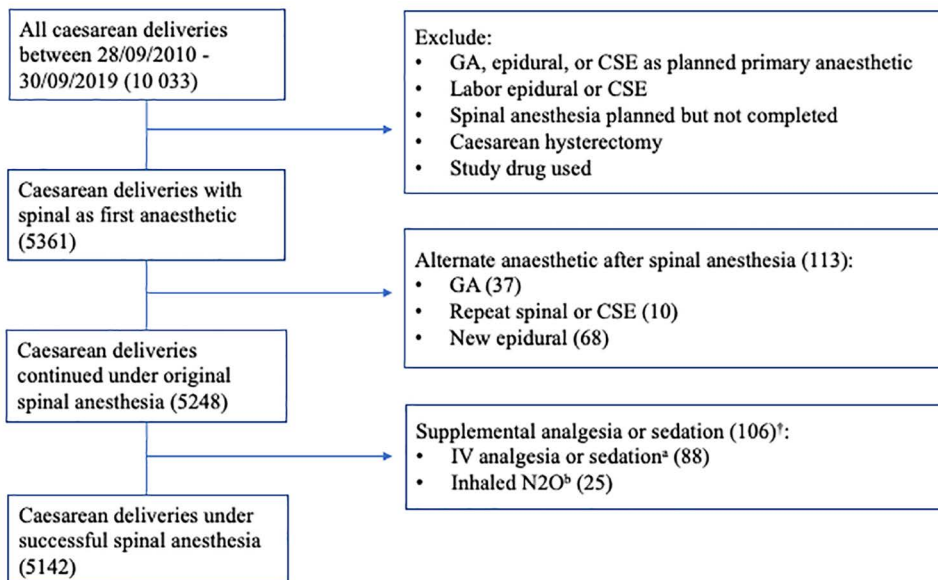 All caesarean deliveries
between 28/09/2010 -
30/09/2019 (10 033)
Exclude:
• GA, epidural, or CSE as planned primary anaesthetic
• Labor epidural or CSE
• Spinal anesthesia planned but not completed
• Caesarean hysterectomy
• Study drug used
Caesarean deliveries with
spinal as first anaesthetic
(5361)
Alternate anaesthetic after spinal anesthesia (113):
• GA (37)
• Repeat spinal or CSE (10)
• New epidural (68)
Caesarean deliveries
continued under original
spinal anesthesia (5248)
Supplemental analgesia or sedation (106)†:
• IV analgesia or sedationᵃ (88)
• Inhaled N2Oᵇ (25)
Caesarean deliveries under
successful spinal anesthesia
(5142)